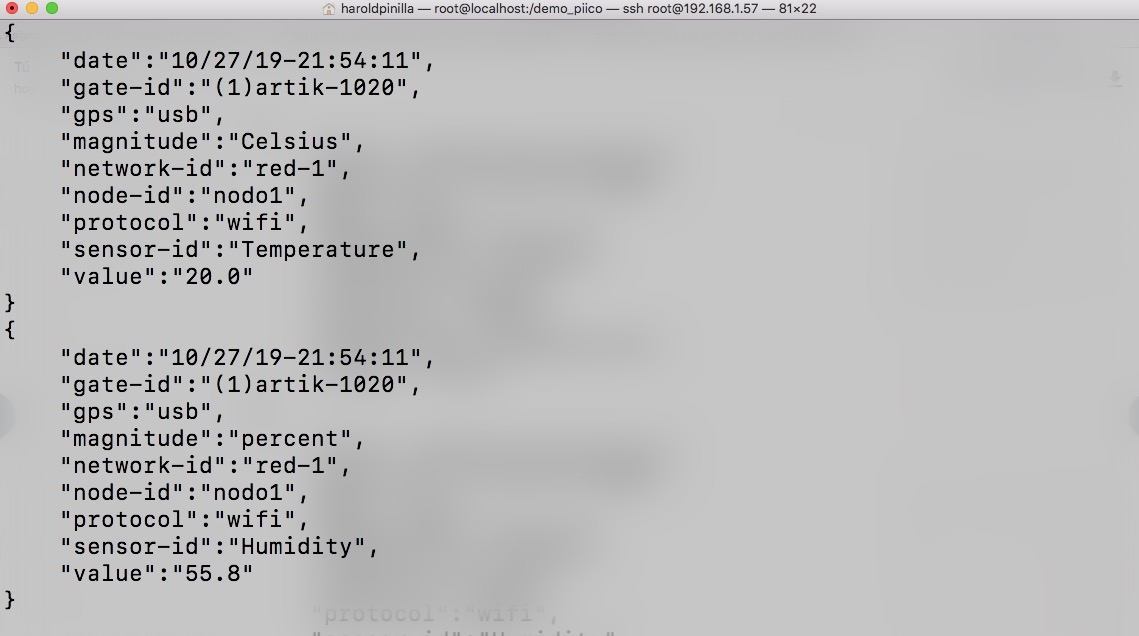 haroldpinilla — root@localhost:/demo_piico — ssh root@192.168.1.57 — 81×22
{
"date":"10/27/19-21:54:11",
"gate-id":"(1)artik-1020",
"gps":"usb",
"magnitude":"Celsius",
"network-id":"red-1",
"node-id":"nodo1",
"protocol":"wifi",
"sensor-id":"Temperature",
"value":"20.0"
}
{
"date":"10/27/19-21:54:11",
"gate-id":"(1)artik-1020",
"gps":"usb",
"magnitude":"percent",
"network-id":"red-1",
"node-id":"nodo1",
"protocol":"wifi",
"sensor-id":"Humidity",
"value":"55.8"
}
"protocol":"wifi",